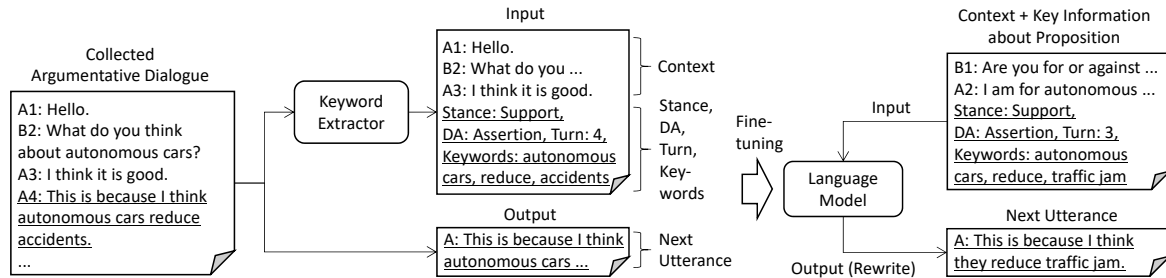 Collected
Argumentative Dialogue
A1: Hello.
B2: What do you think
about autonomous cars?
A3: I think it is good.
A4: This is because I think
autonomous cars reduce
accidents.
...
Keyword
Extractor
Input
A1: Hello.
B2: What do you ...
A3: I think it is good.
Stance: Support,
DA: Assertion, Turn: 4,
Keywords: autonomous
cars, reduce, accidents
Context
Stance,
DA,
Turn,
Key-
words
Output
A: This is because I think
autonomous cars ...
Next
Utterance
Fine-
tuning
Input
Language
Model
Output (Rewrite)
Context + Key Information
about Proposition
B1: Are you for or against ...
A2: I am for autonomous ...
Stance: Support,
DA: Assertion, Turn: 3,
Keywords: autonomous
cars, reduce, traffic jam
Next Utterance
A: This is because I think
they reduce traffic jam.